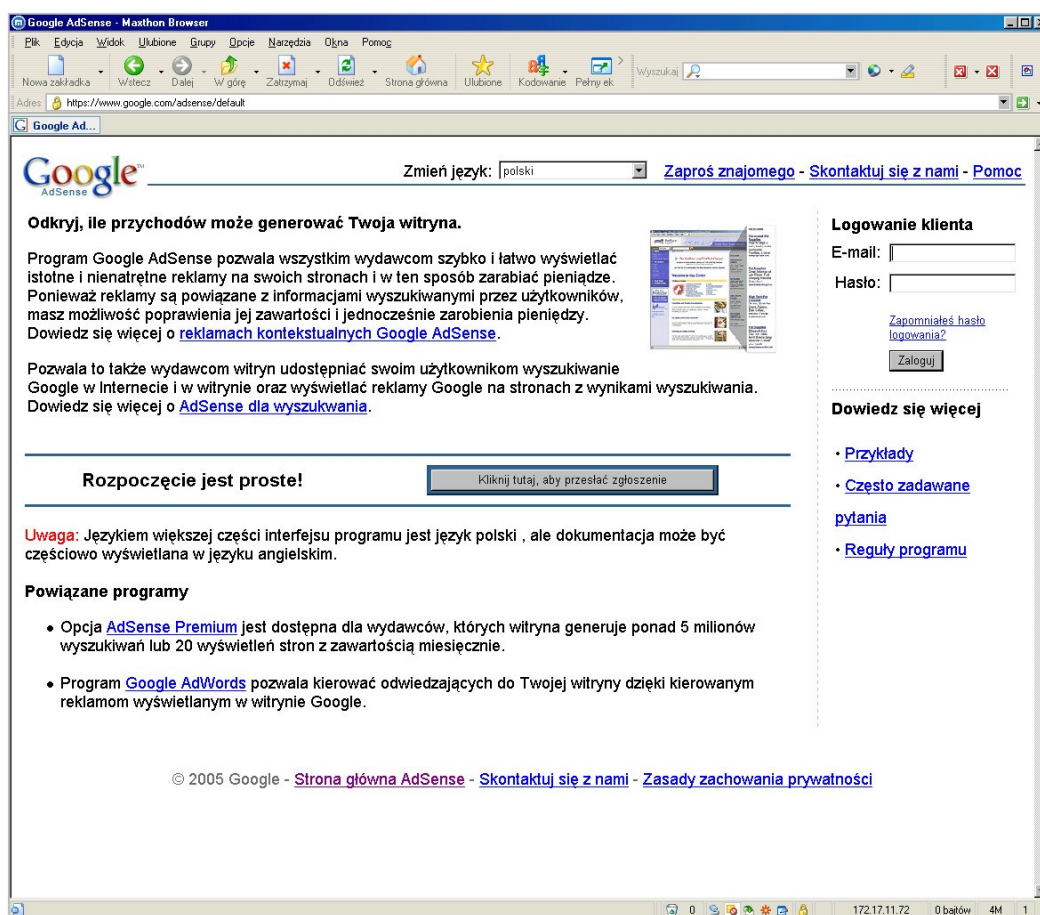 Google AdSense - Maxthon Browser
Plik Edycja Widok Ulubione Grupy Opcje Narzędzia Okna Pomoc
Nowa zakładka Wstecz Dalej W górę Zatrzymaj Odśwież Strona główna Ulubione Kodowanie Pełny ek Wyszukaj
Adres https://www.google.com/adsense/default
Google Ad...
Google™
AdSense
Zmień język: polski Zaproś znajomego - Skontaktuj się z nami - Pomoc
Odkryj, ile przychodów może generować Twoja witryna.
Program Google AdSense pozwala wszystkim wydawcom szybko i łatwo wyświetlać
istotne i nienatrętne reklamy na swoich stronach i w ten sposób zarabiać pieniądze.
Ponieważ reklamy są powiązane z informacjami wyszukiwanymi przez użytkowników,
masz możliwość poprawienia jej zawartości i jednocześnie zarobienia pieniędzy.
Dowiedz się więcej o reklamach kontekstualnych Google AdSense.
Pozwala to także wydawcom witryn udostępniać swoim użytkownikom wyszukiwanie
Google w Internecie i w witrynie oraz wyświetlać reklamy Google na stronach z wynikami wyszukiwania.
Dowiedz się więcej o AdSense dla wyszukwania.
Rozpoczęcie jest proste! Kliknij tutaj, aby przesłać zgłoszenie
Uwaga: Językiem większej części interfejsu programu jest język polski , ale dokumentacja może być
częściowo wyświetlana w języku angielskim.
Powiązane programy
• Opcja AdSense Premium jest dostępna dla wydawców, których witryna generuje ponad 5 milionów
wyszukiwań lub 20 wyświetleń stron z zawartością miesięcznie.
• Program Google AdWords pozwala kierować odwiedzających do Twojej witryny dzięki kierowanym
reklamom wyświetlanym w witrynie Google.
Logowanie klienta
E-mail:
Hasło:
Zapomniałeś hasło
logowania?
Zaloguj
Dowiedz się więcej
• Przykłady
• Często zadawane
pytania
• Reguły programu
© 2005 Google - Strona główna AdSense - Skontaktuj się z nami - Zasady zachowania prywatności
0 172.17.11.72 0 bajtów 4M 1